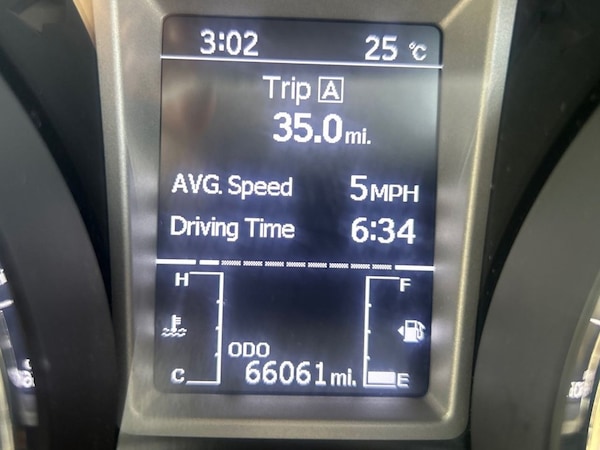 3:02 25 °C
Trip A
35.0 mi.
AVG. Speed 5 MPH
Driving Time 6:34
H F
ODO
C 66061 mi. E